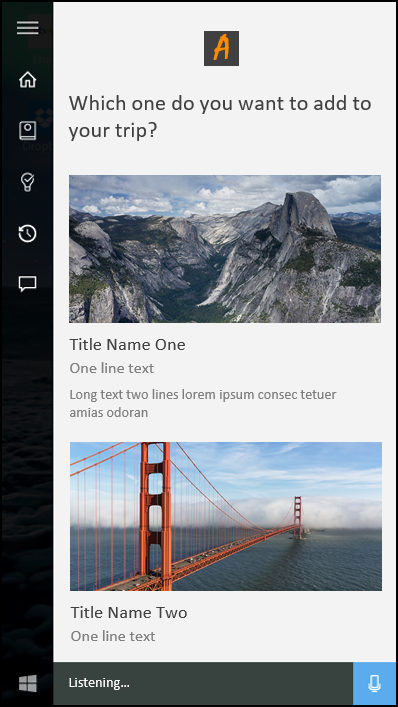 A
Which one do you want to add to
your trip?
Title Name One
One line text
Long text two lines lorem ipsum consec tetuer
amias odoran
Title Name Two
One line text
Listening...